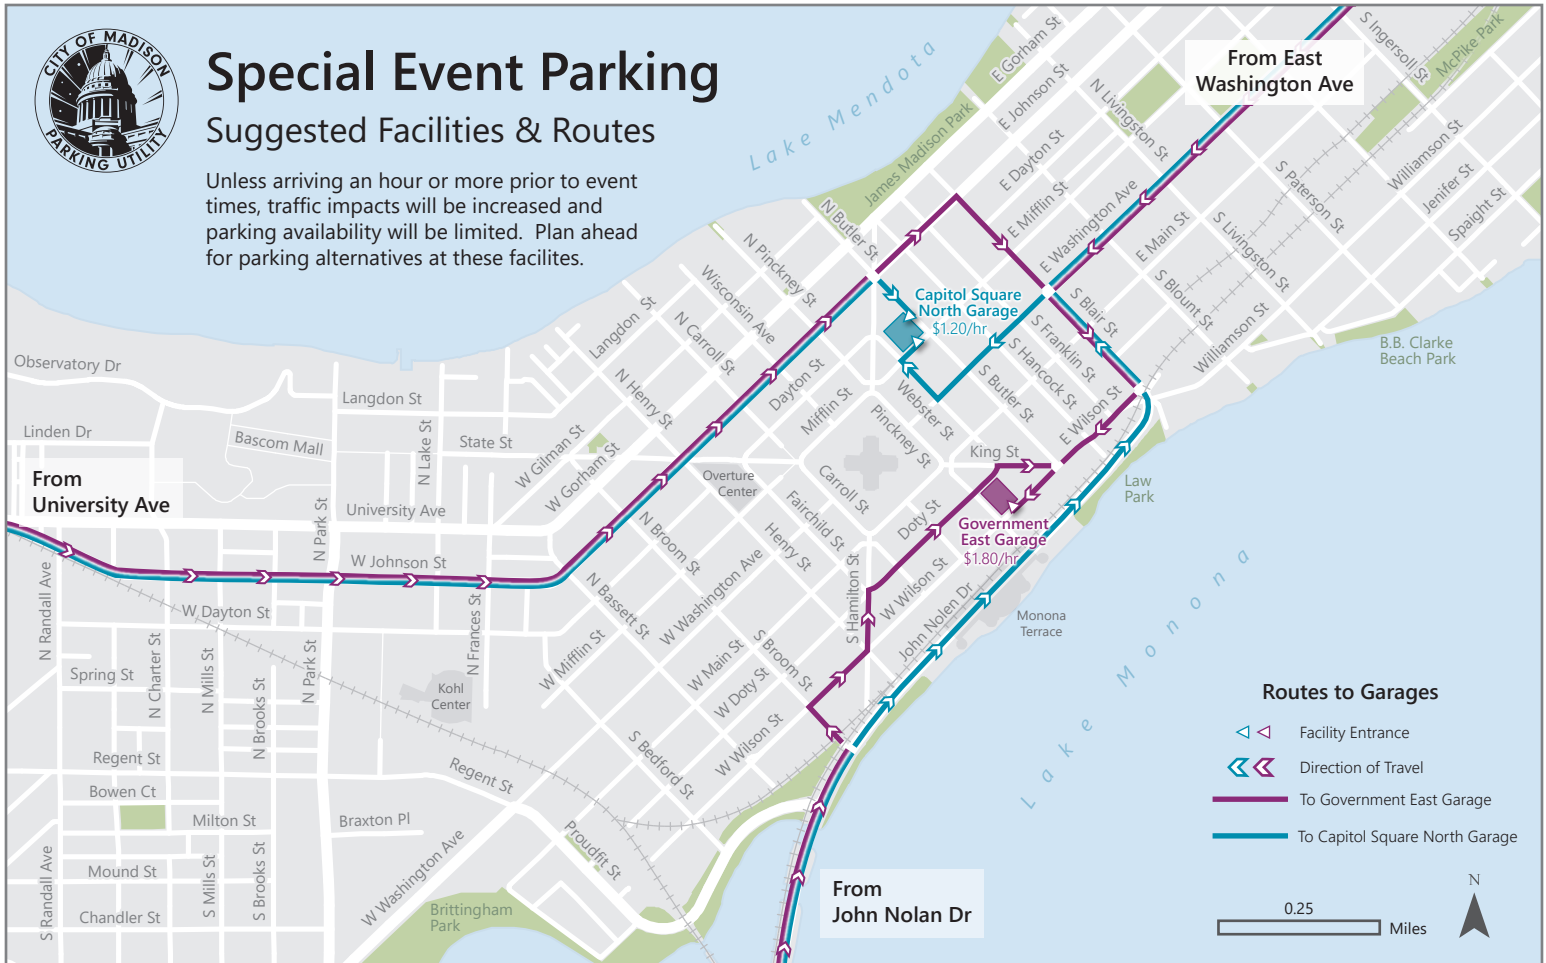 CITY OF MADISON
PARKING UTILITY
Special Event Parking
Suggested Facilities & Routes
Unless arriving an hour or more prior to event
times, traffic impacts will be increased and
parking availability will be limited.  Plan ahead
for parking alternatives at these facilites.
From East
Washington Ave
S Ingersoll St
McPike Park
E Gorham St
Lake Mendota
E Johnson St
N Livingston St
James Madison Park
E Dayton St
Williamson St
Jenifer St
Spaight St
S Paterson St
E Mifflin St
E Washington Ave
E Main St
S Livingston St
N Butler St
N Pinckney St
Wisconsin Ave
S Blount St
S Blair St
Williamson St
Capitol Square
North Garage
$1.20/hr
Langdon St
N Carroll St
S Franklin St
S Hancock St
S Butler St
B.B. Clarke
Beach Park
Observatory Dr
Langdon St
N Henry St
Dayton St
Mifflin St
Webster St
Pinckney St
E Wilson St
Linden Dr
Bascom Mall
N Lake St
State St
W Gilman St
W Gorham St
King St
Overture
Center
Carroll St
Law
Park
From
University Ave
University Ave
N Park St
Fairchild St
Doty St
Government
East Garage
$1.80/hr
N Broom St
Henry St
W Johnson St
N Randall Ave
W Dayton St
N Frances St
N Bassett St
W Washington Ave
S Hamilton St
W Wilson St
John Nolen Dr
Monona
Terrace
Lake Monona
N Charter St
N Mills St
N Park St
Spring St
N Brooks St
Kohl
Center
W Mifflin St
W Main St
S Broom St
W Doty St
W Wilson St
S Bedford St
Regent St
Regent St
Bowen Ct
Milton St
Braxton Pl
Proudfit St
W Washington Ave
S Randall Ave
Mound St
S Mills St
S Brooks St
Chandler St
Brittingham
Park
From
John Nolan Dr
Routes to Garages
Facility Entrance
Direction of Travel
To Government East Garage
To Capitol Square North Garage
N
0.25
Miles